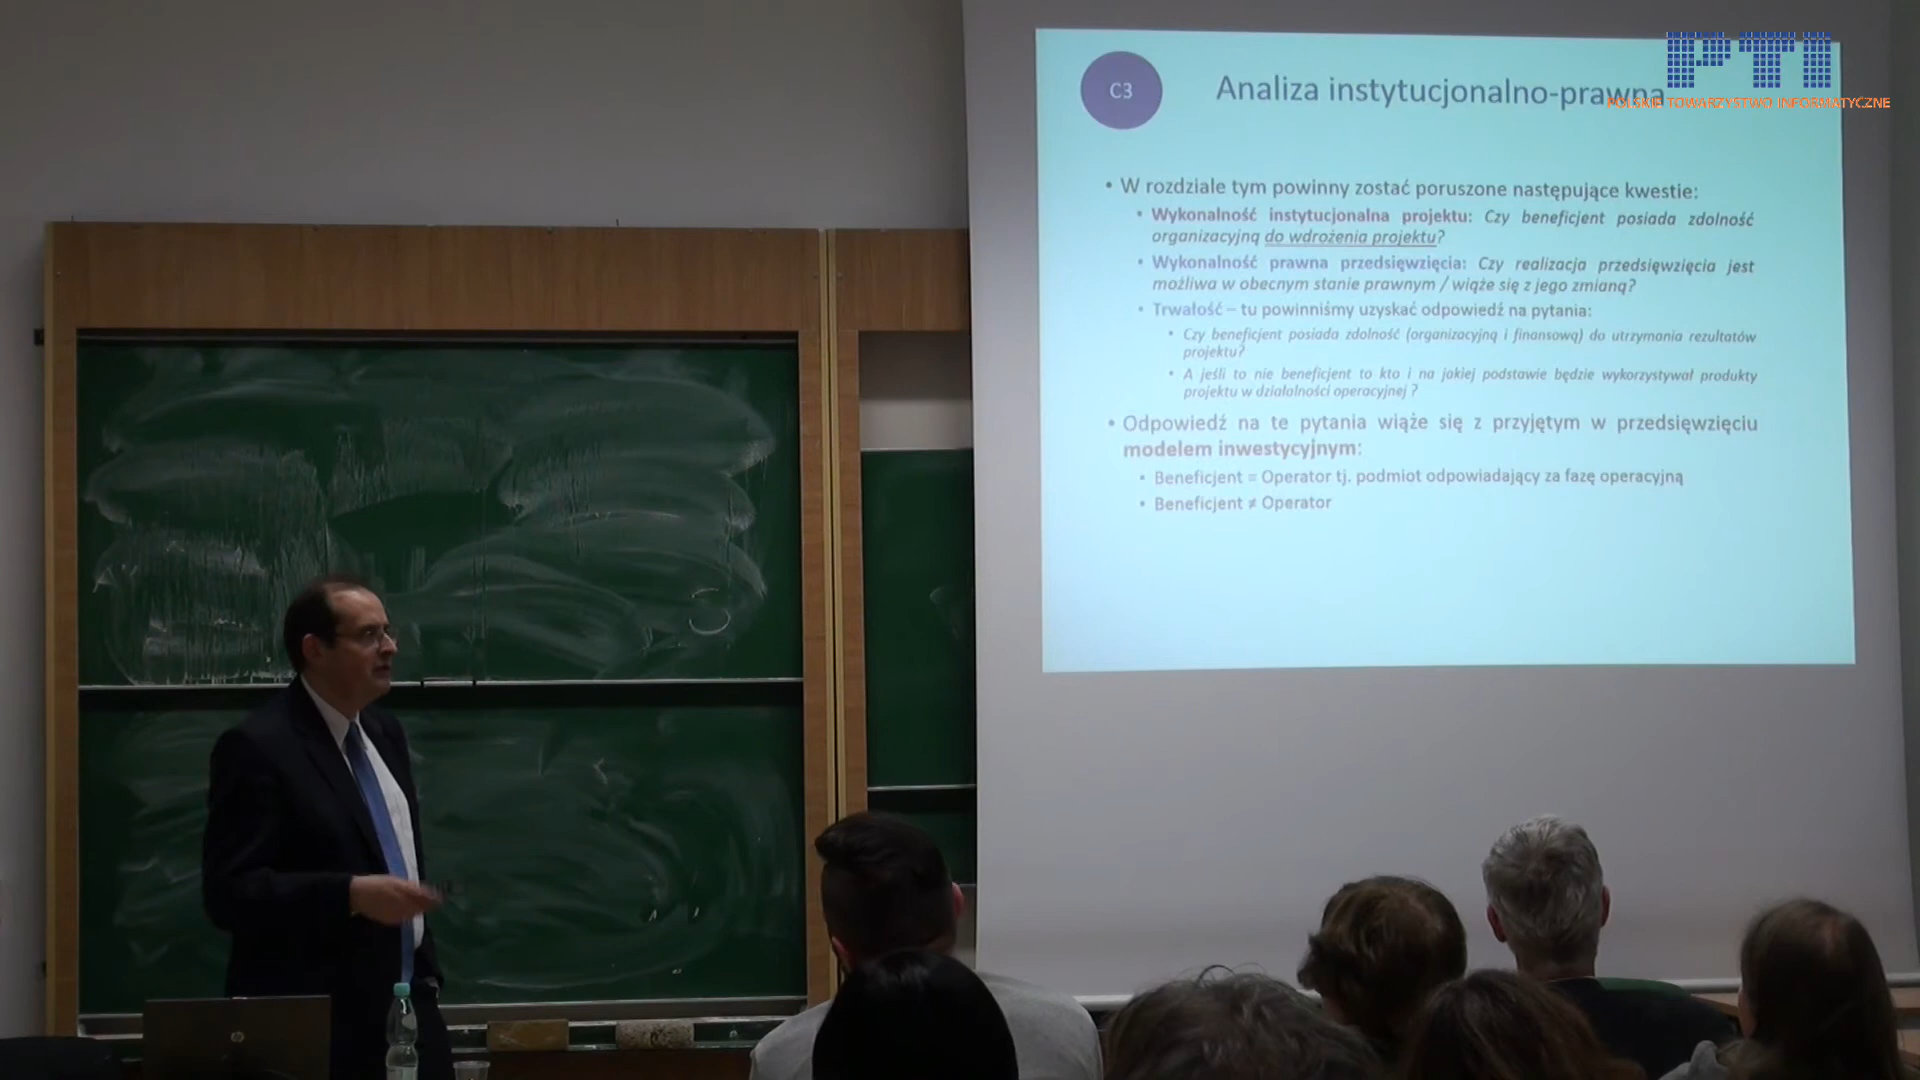 C3
Analiza instytucjonalno-prawna
PTI
POLSKIE TOWARZYSTWO INFORMATYCZNE
• W rozdziale tym powinny zostać poruszone następujące kwestie:
• Wykonalność instytucjonalna projektu: Czy beneficjent posiada zdolność
organizacyjną do wdrożenia projektu?
• Wykonalność prawna przedsięwzięcia: Czy realizacja przedsięwzięcia jest
możliwa w obecnym stanie prawnym / wiąże się z jego zmianą?
• Trwałość – tu powinniśmy uzyskać odpowiedź na pytania:
• Czy beneficjent posiada zdolność (organizacyjną i finansową) do utrzymania rezultatów
projektu?
• A jeśli to nie beneficjent to kto i na jakiej podstawie będzie wykorzystywał produkty
projektu w działalności operacyjnej ?
• Odpowiedź na te pytania wiąże się z przyjętym w przedsięwzięciu
modelem inwestycyjnym:
• Beneficjent = Operator tj. podmiot odpowiadający za fazę operacyjną
• Beneficjent ≠ Operator
hp